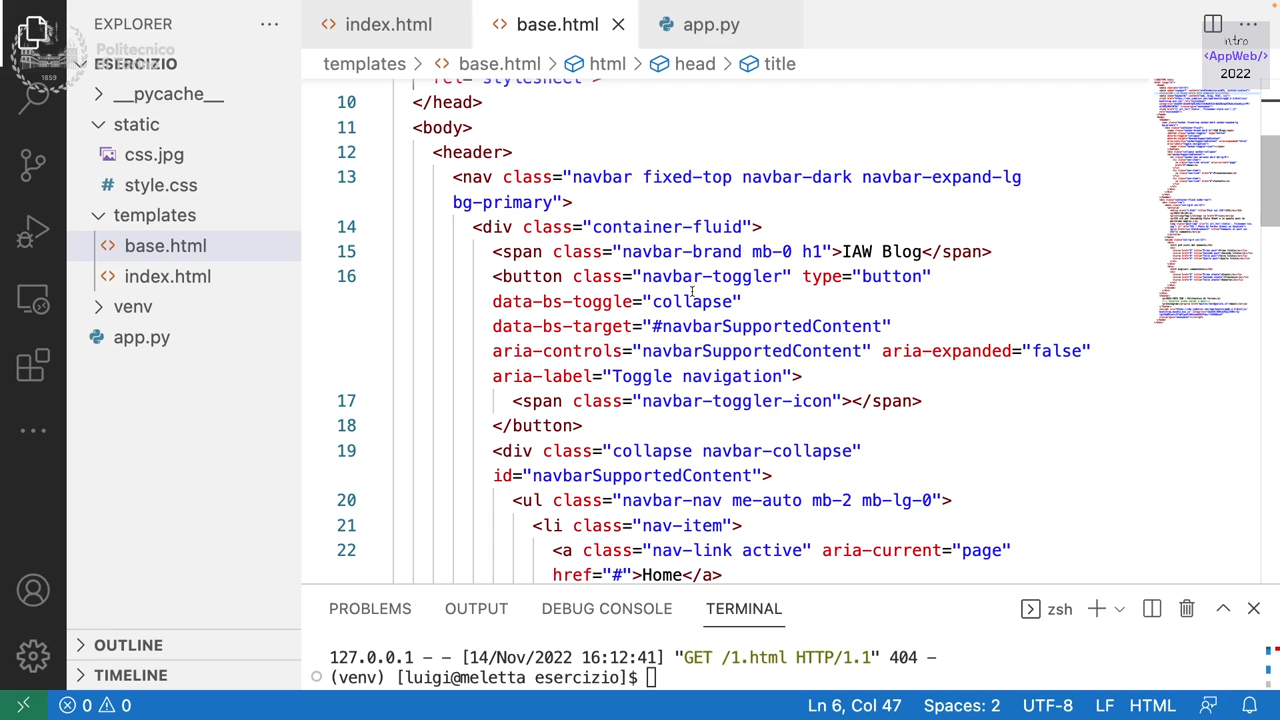 EXPLORER
index.html
base.html
app.py
Politecnico
1859
ESERCIZIO
intro
<AppWeb/>
2022
templates > base.html > html > head > title
__pycache__
static
css.jpg
style.css
templates
base.html
index.html
venv
app.py
rel="stylesheet">
10 </head>
11 <body>
12 <header>
13 <nav class="navbar fixed-top navbar-dark navbar-expand-lg
bg-primary">
14 <div class="container-fluid">
15 <span class="navbar-brand mb-0 h1">IAW Blog</span>
16 <button class="navbar-toggler" type="button"
data-bs-toggle="collapse"
data-bs-target="#navbarSupportedContent"
aria-controls="navbarSupportedContent" aria-expanded="false"
aria-label="Toggle navigation">
17 <span class="navbar-toggler-icon"></span>
18 </button>
19 <div class="collapse navbar-collapse"
id="navbarSupportedContent">
20 <ul class="navbar-nav me-auto mb-2 mb-lg-0">
21 <li class="nav-item">
22 <a class="nav-link active" aria-current="page"
href="#">Home</a>
PROBLEMS OUTPUT DEBUG CONSOLE TERMINAL zsh
127.0.0.1 - - [14/Nov/2022 16:12:41] "GET /1.html HTTP/1.1" 404 -
(venv) [luigi@meletta esercizio]$
OUTLINE
TIMELINE
0 0 Ln 6, Col 47 Spaces: 2 UTF-8 LF HTML